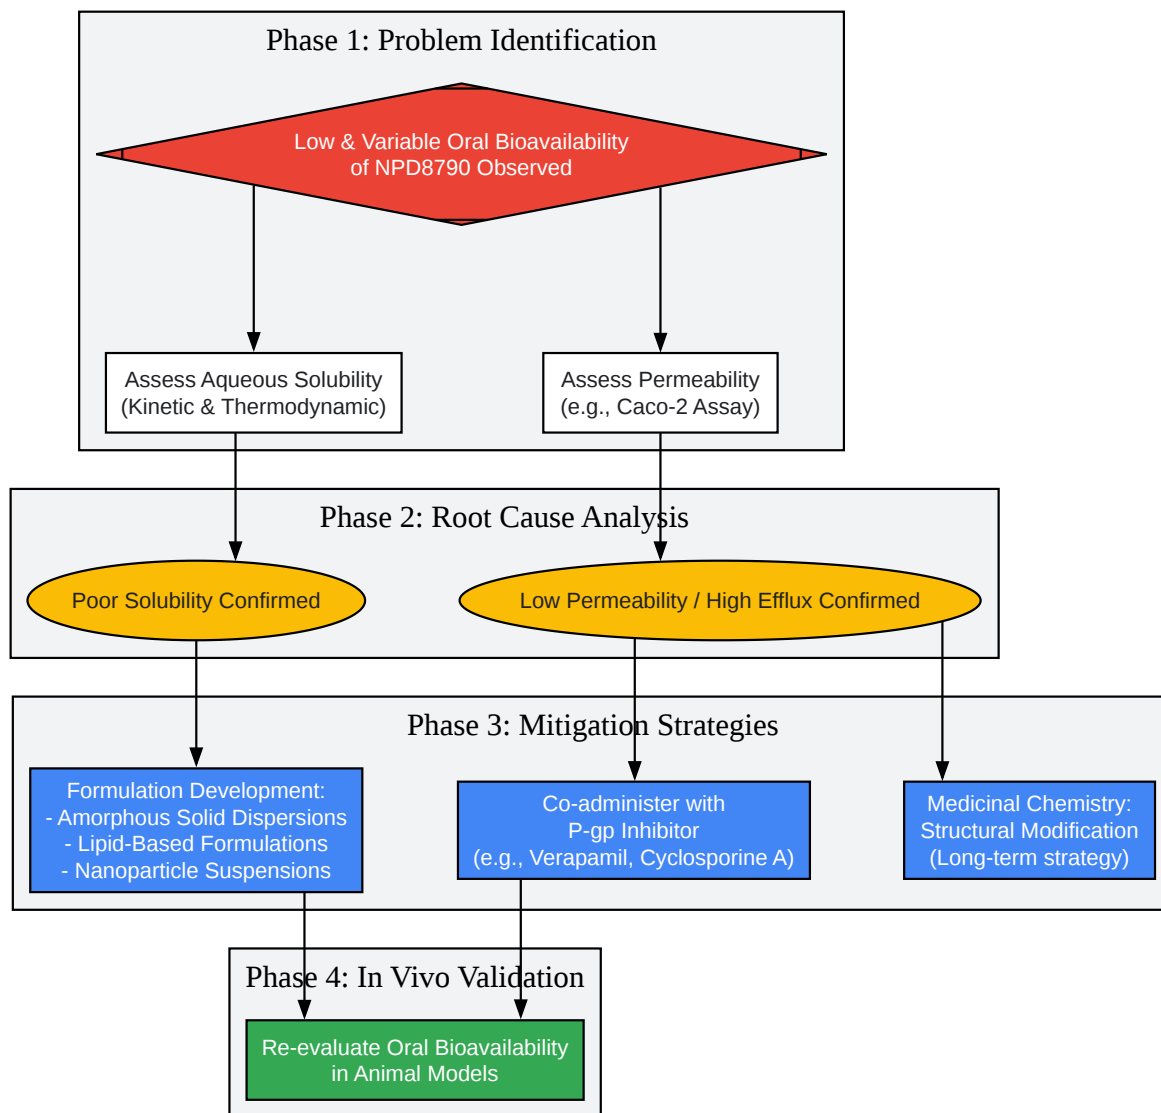 Phase 1: Problem Identification
Low & Variable Oral Bioavailability
of NPD8790 Observed
Assess Aqueous Solubility
(Kinetic & Thermodynamic)
Assess Permeability
(e.g., Caco-2 Assay)
Phase 2: Root Cause Analysis
Poor Solubility Confirmed
Low Permeability / High Efflux Confirmed
Phase 3: Mitigation Strategies
Formulation Development:
- Amorphous Solid Dispersions
- Lipid-Based Formulations
- Nanoparticle Suspensions
Co-administer with
P-gp Inhibitor
(e.g., Verapamil, Cyclosporine A)
Medicinal Chemistry:
Structural Modification
(Long-term strategy)
Phase 4: In Vivo Validation
Re-evaluate Oral Bioavailability
in Animal Models